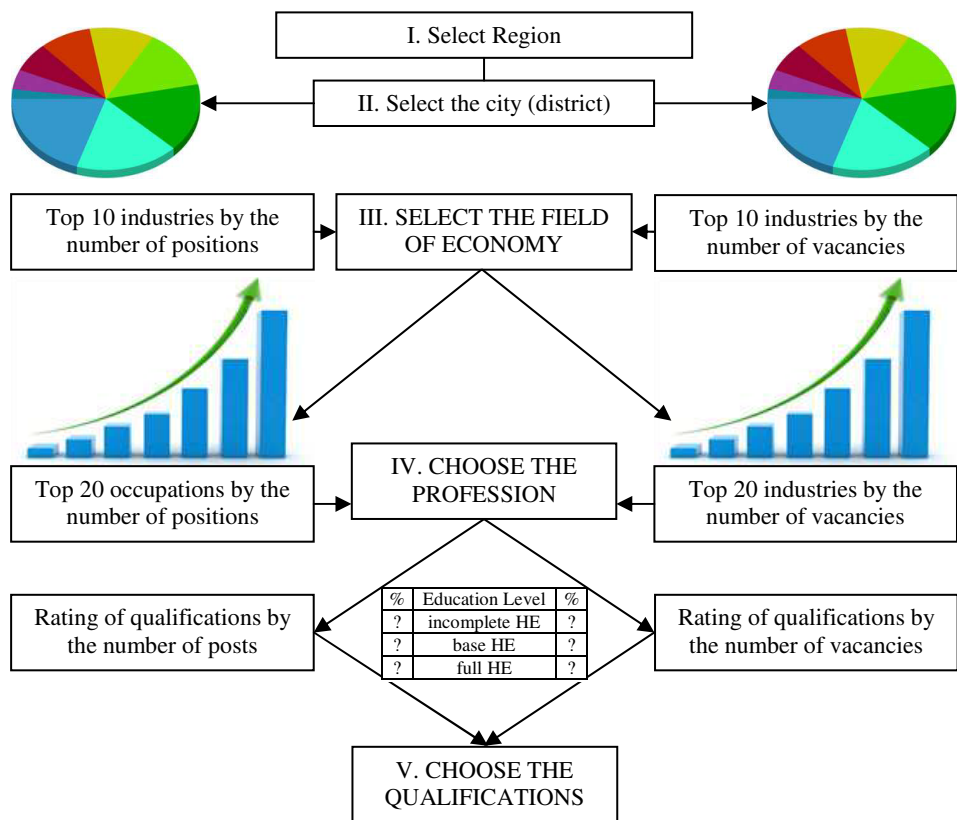 I. Select Region
II. Select the city (district)
Top 10 industries by the
number of positions
III. SELECT THE FIELD
OF ECONOMY
Top 10 industries by the
number of vacancies
Top 20 occupations by the
number of positions
IV. CHOOSE THE
PROFESSION
Top 20 industries by the
number of vacancies
Rating of qualifications by
the number of posts
% Education Level %
? incomplete HE ?
? base HE ?
? full HE ?
Rating of qualifications by
the number of vacancies
V. CHOOSE THE
QUALIFICATIONS